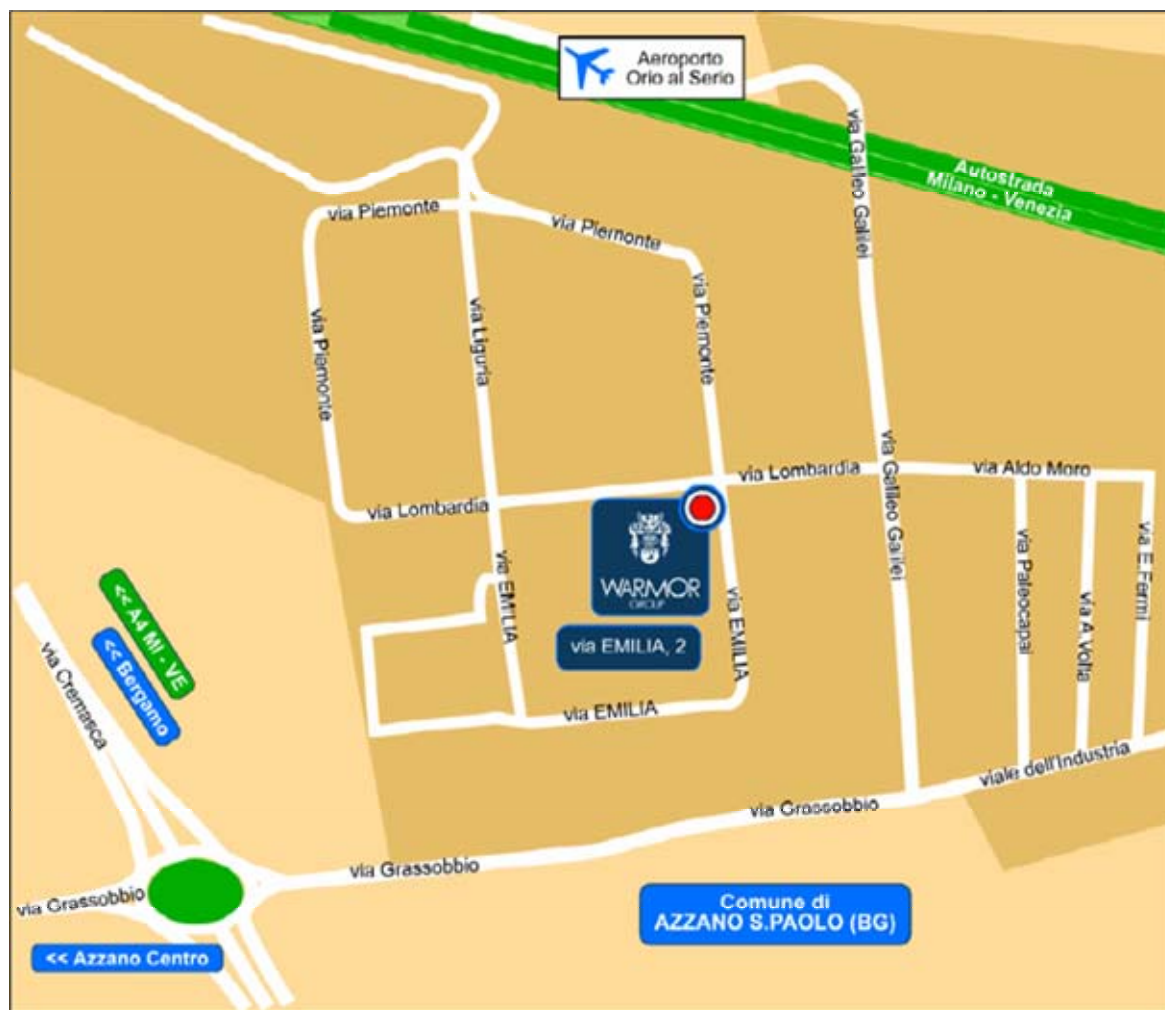 Aeroporto
Orio al Serio
via Galileo Galilei
Autostrada
Milano - Venezia
via Piemonte
via Piemonte
via Piemonte
via Liguria
via Piemonte
via Galileo Galilei
via Lombardia
via Aldo Moro
via Lombardia
WARMOR
GROUP
via EMILIA
via EMILIA
via Paleocapai
via A.Volta
via E.Fermi
via EMILIA, 2
via EMILIA
<< A4 MI - VE
<< Bergamo
via Cremasca
viale dell'Industria
via Grassobbio
via Grassobbio
via Grassobbio
Comune di
AZZANO S.PAOLO (BG)
<< Azzano Centro